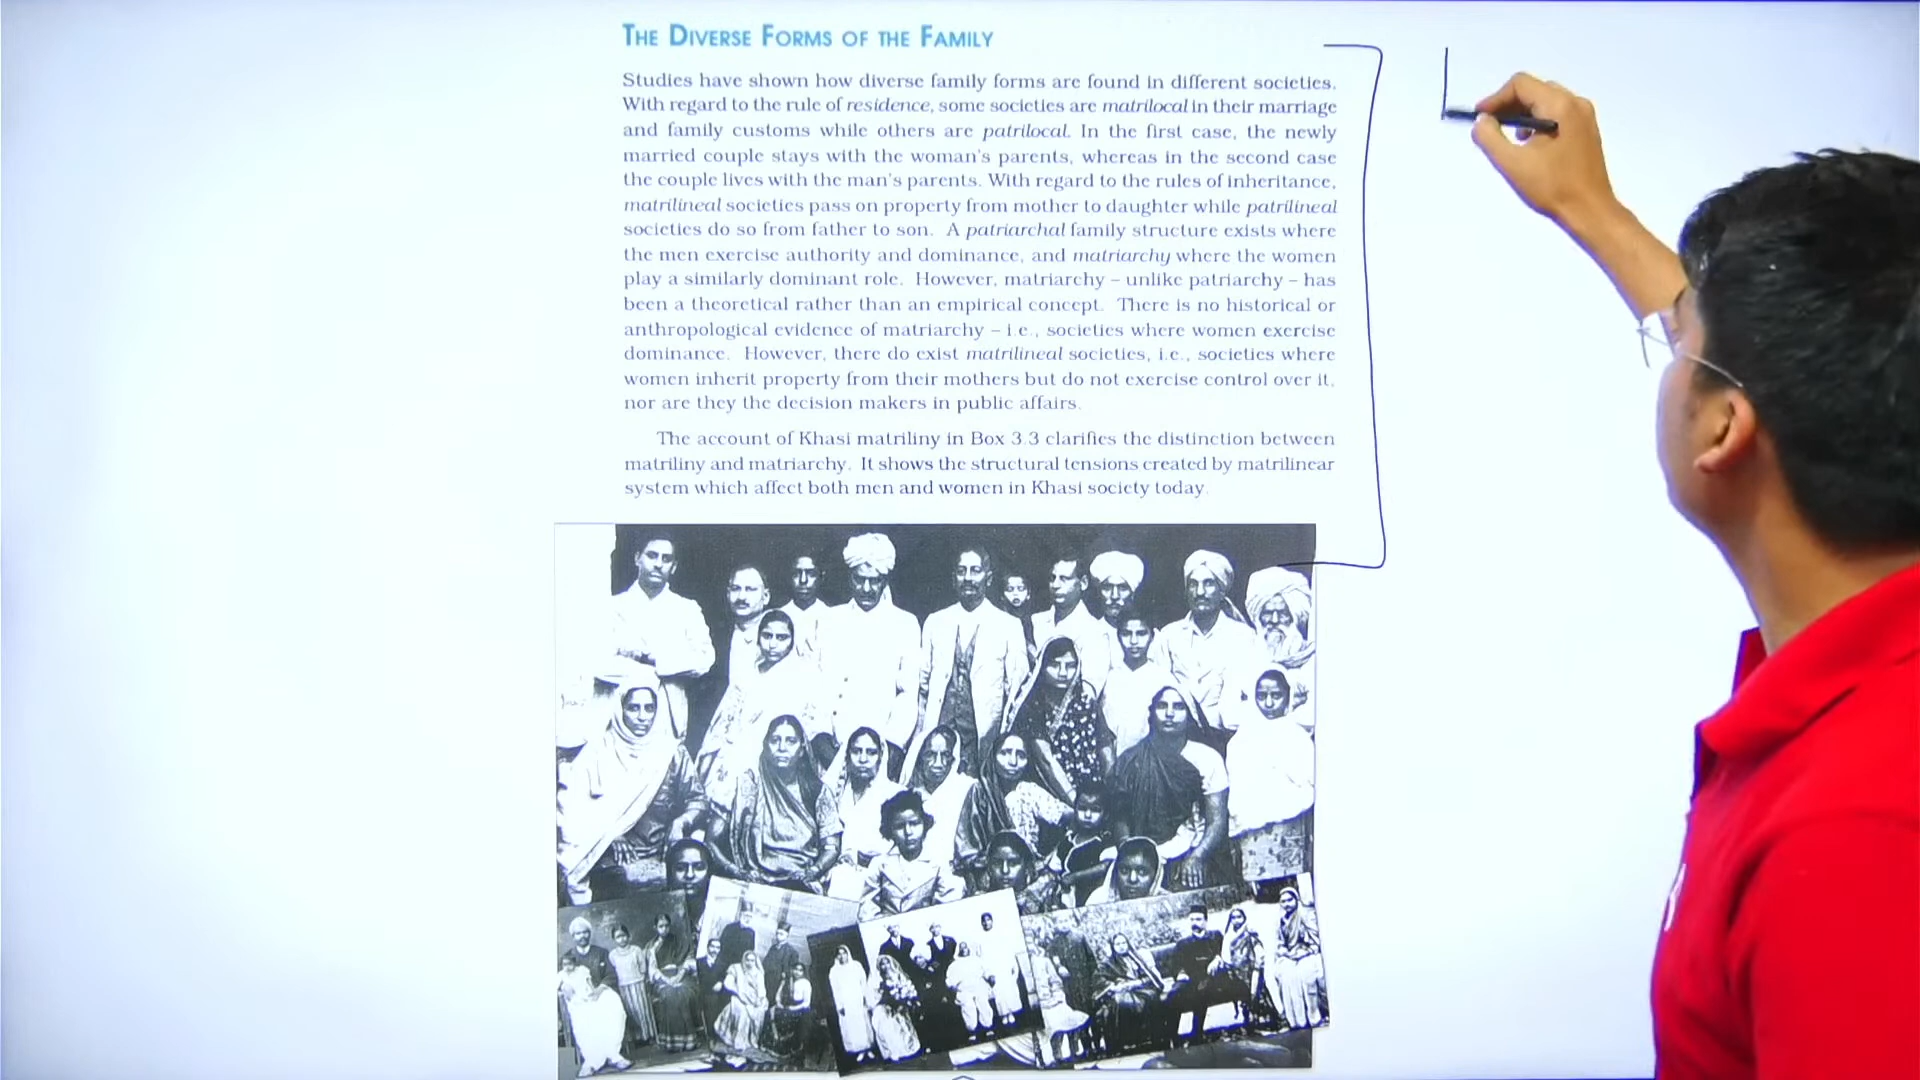 THE DIVERSE FORMS OF THE FAMILY
Studies have shown how diverse family forms are found in different societies.
With regard to the rule of residence, some societies are matrilocal in their marriage
and family customs while others are patrilocal. In the first case, the newly
married couple stays with the woman's parents, whereas in the second case
the couple lives with the man's parents. With regard to the rules of inheritance,
matrilineal societies pass on property from mother to daughter while patrilineal
societies do so from father to son. A patriarchal family structure exists where
the men exercise authority and dominance, and matriarchy where the women
play a similarly dominant role. However, matriarchy – unlike patriarchy – has
been a theoretical rather than an empirical concept. There is no historical or
anthropological evidence of matriarchy – i.e., societies where women exercise
dominance. However, there do exist matrilineal societies, i.e., societies where
women inherit property from their mothers but do not exercise control over it,
nor are they the decision makers in public affairs.
The account of Khasi matriliny in Box 3.3 clarifies the distinction between
matriliny and matriarchy. It shows the structural tensions created by matrilinear
system which affect both men and women in Khasi society today.